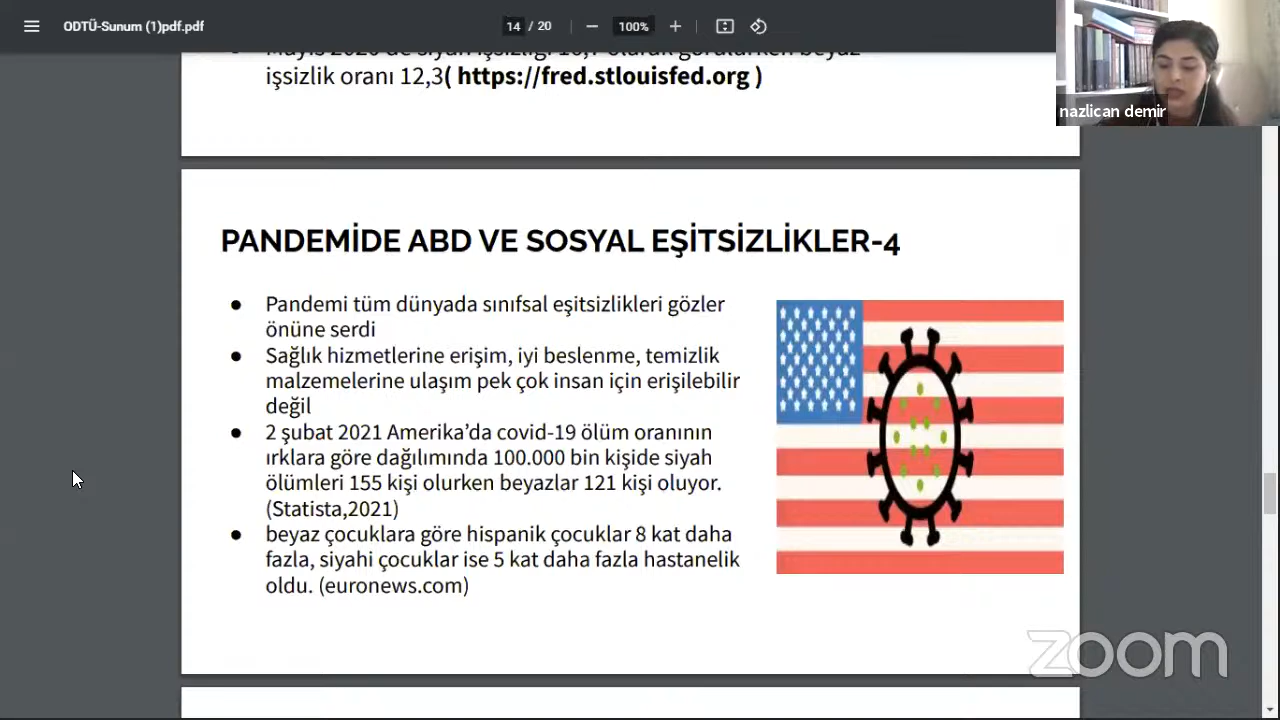 ODTÜ-Sunum (1)pdf.pdf
14 / 20
100%
nazlican demir
işsizlik oranı 12,3( https://fred.stlouisfed.org )
PANDEMİDE ABD VE SOSYAL EŞİTSİZLİKLER-4
● Pandemi tüm dünyada sınıfsal eşitsizlikleri gözler
önüne serdi
● Sağlık hizmetlerine erişim, iyi beslenme, temizlik
malzemelerine ulaşım pek çok insan için erişilebilir
değil
● 2 şubat 2021 Amerika’da covid-19 ölüm oranının
ırklara göre dağılımında 100.000 bin kişide siyah
ölümleri 155 kişi olurken beyazlar 121 kişi oluyor.
(Statista,2021)
● beyaz çocuklara göre hispanik çocuklar 8 kat daha
fazla, siyahi çocuklar ise 5 kat daha fazla hastanelik
oldu. (euronews.com)
zoom